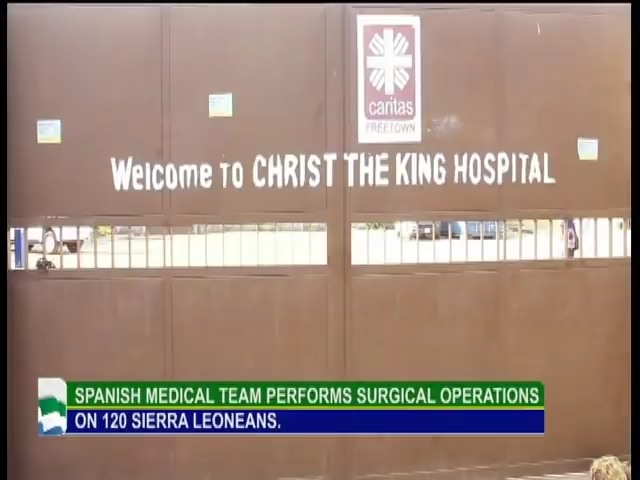 caritas
FREETOWN
Welcome To CHRIST THE KING HOSPITAL
SPANISH MEDICAL TEAM PERFORMS SURGICAL OPERATIONS
ON 120 SIERRA LEONEANS.